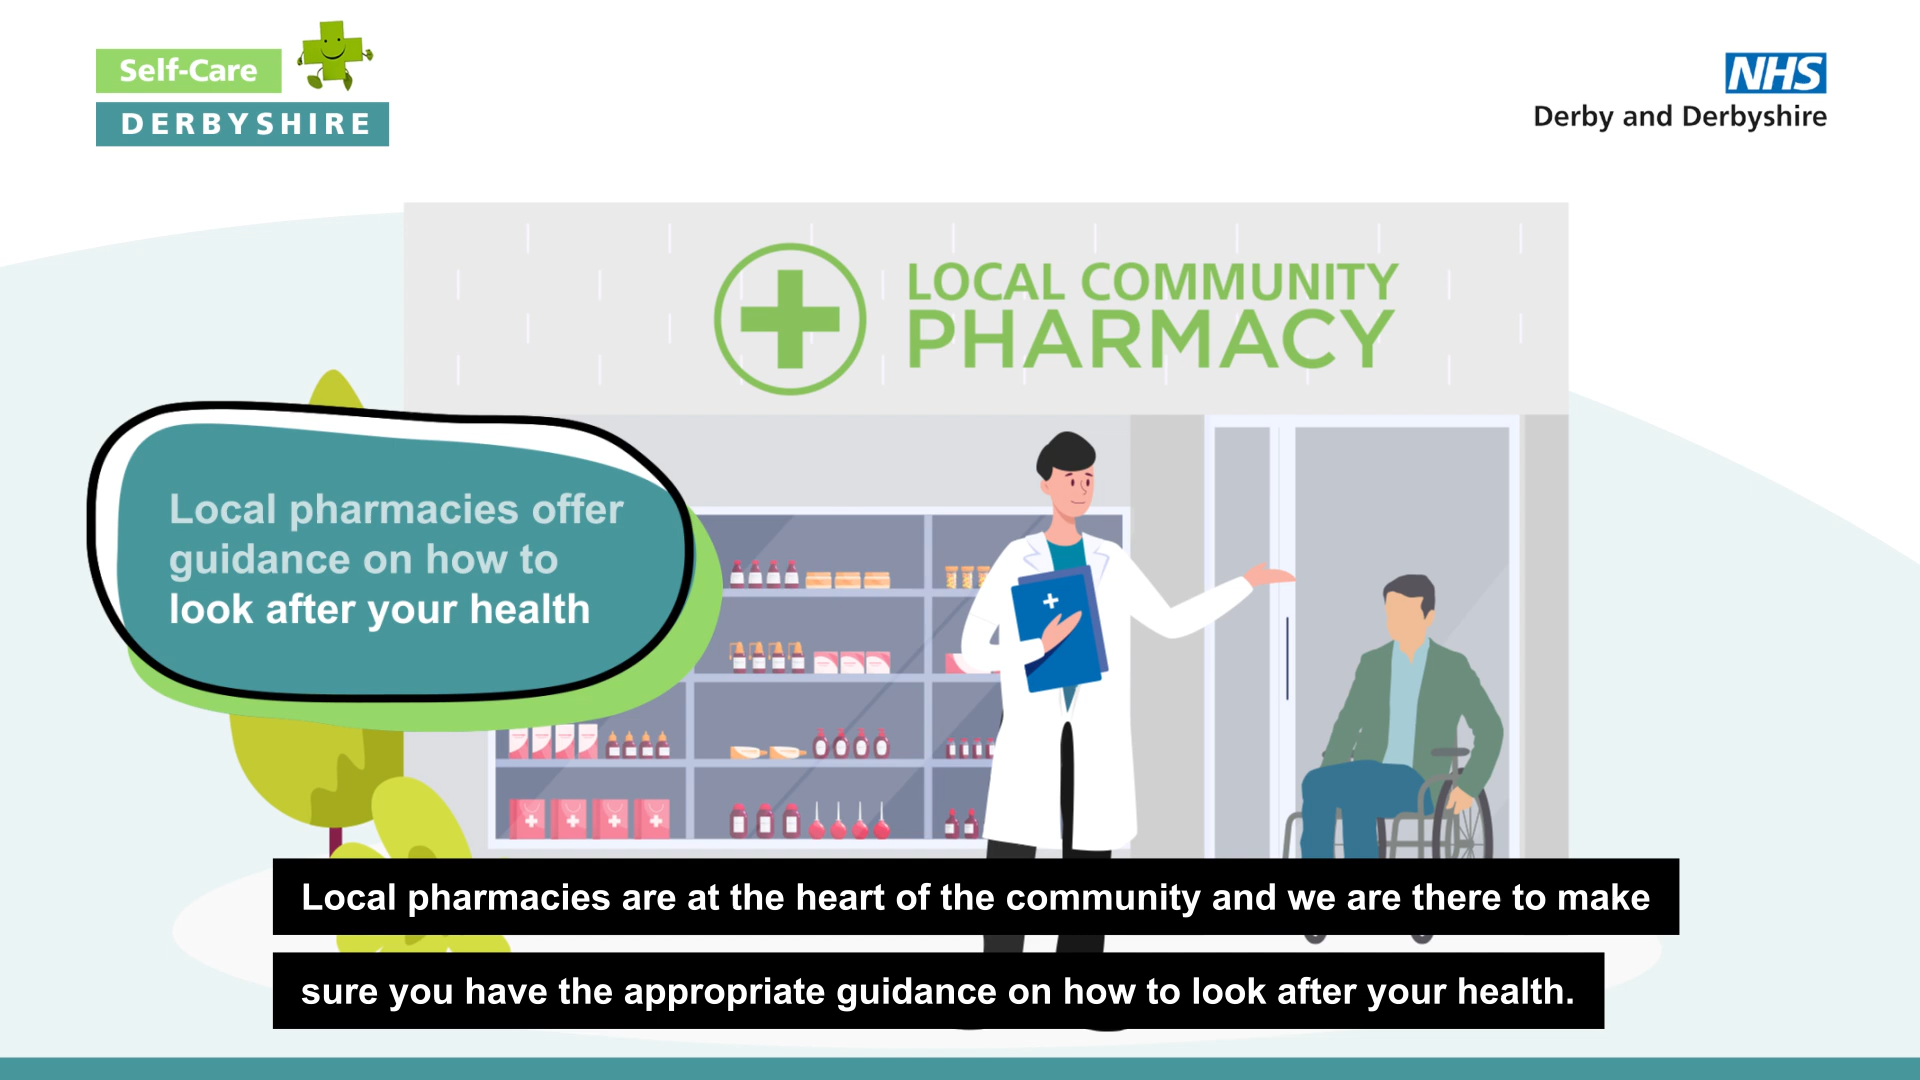 Self-Care
DERBYSHIRE
NHS
Derby and Derbyshire
LOCAL COMMUNITY
PHARMACY
Local pharmacies offer
guidance on how to
look after your health
Local pharmacies are at the heart of the community and we are there to make
sure you have the appropriate guidance on how to look after your health.